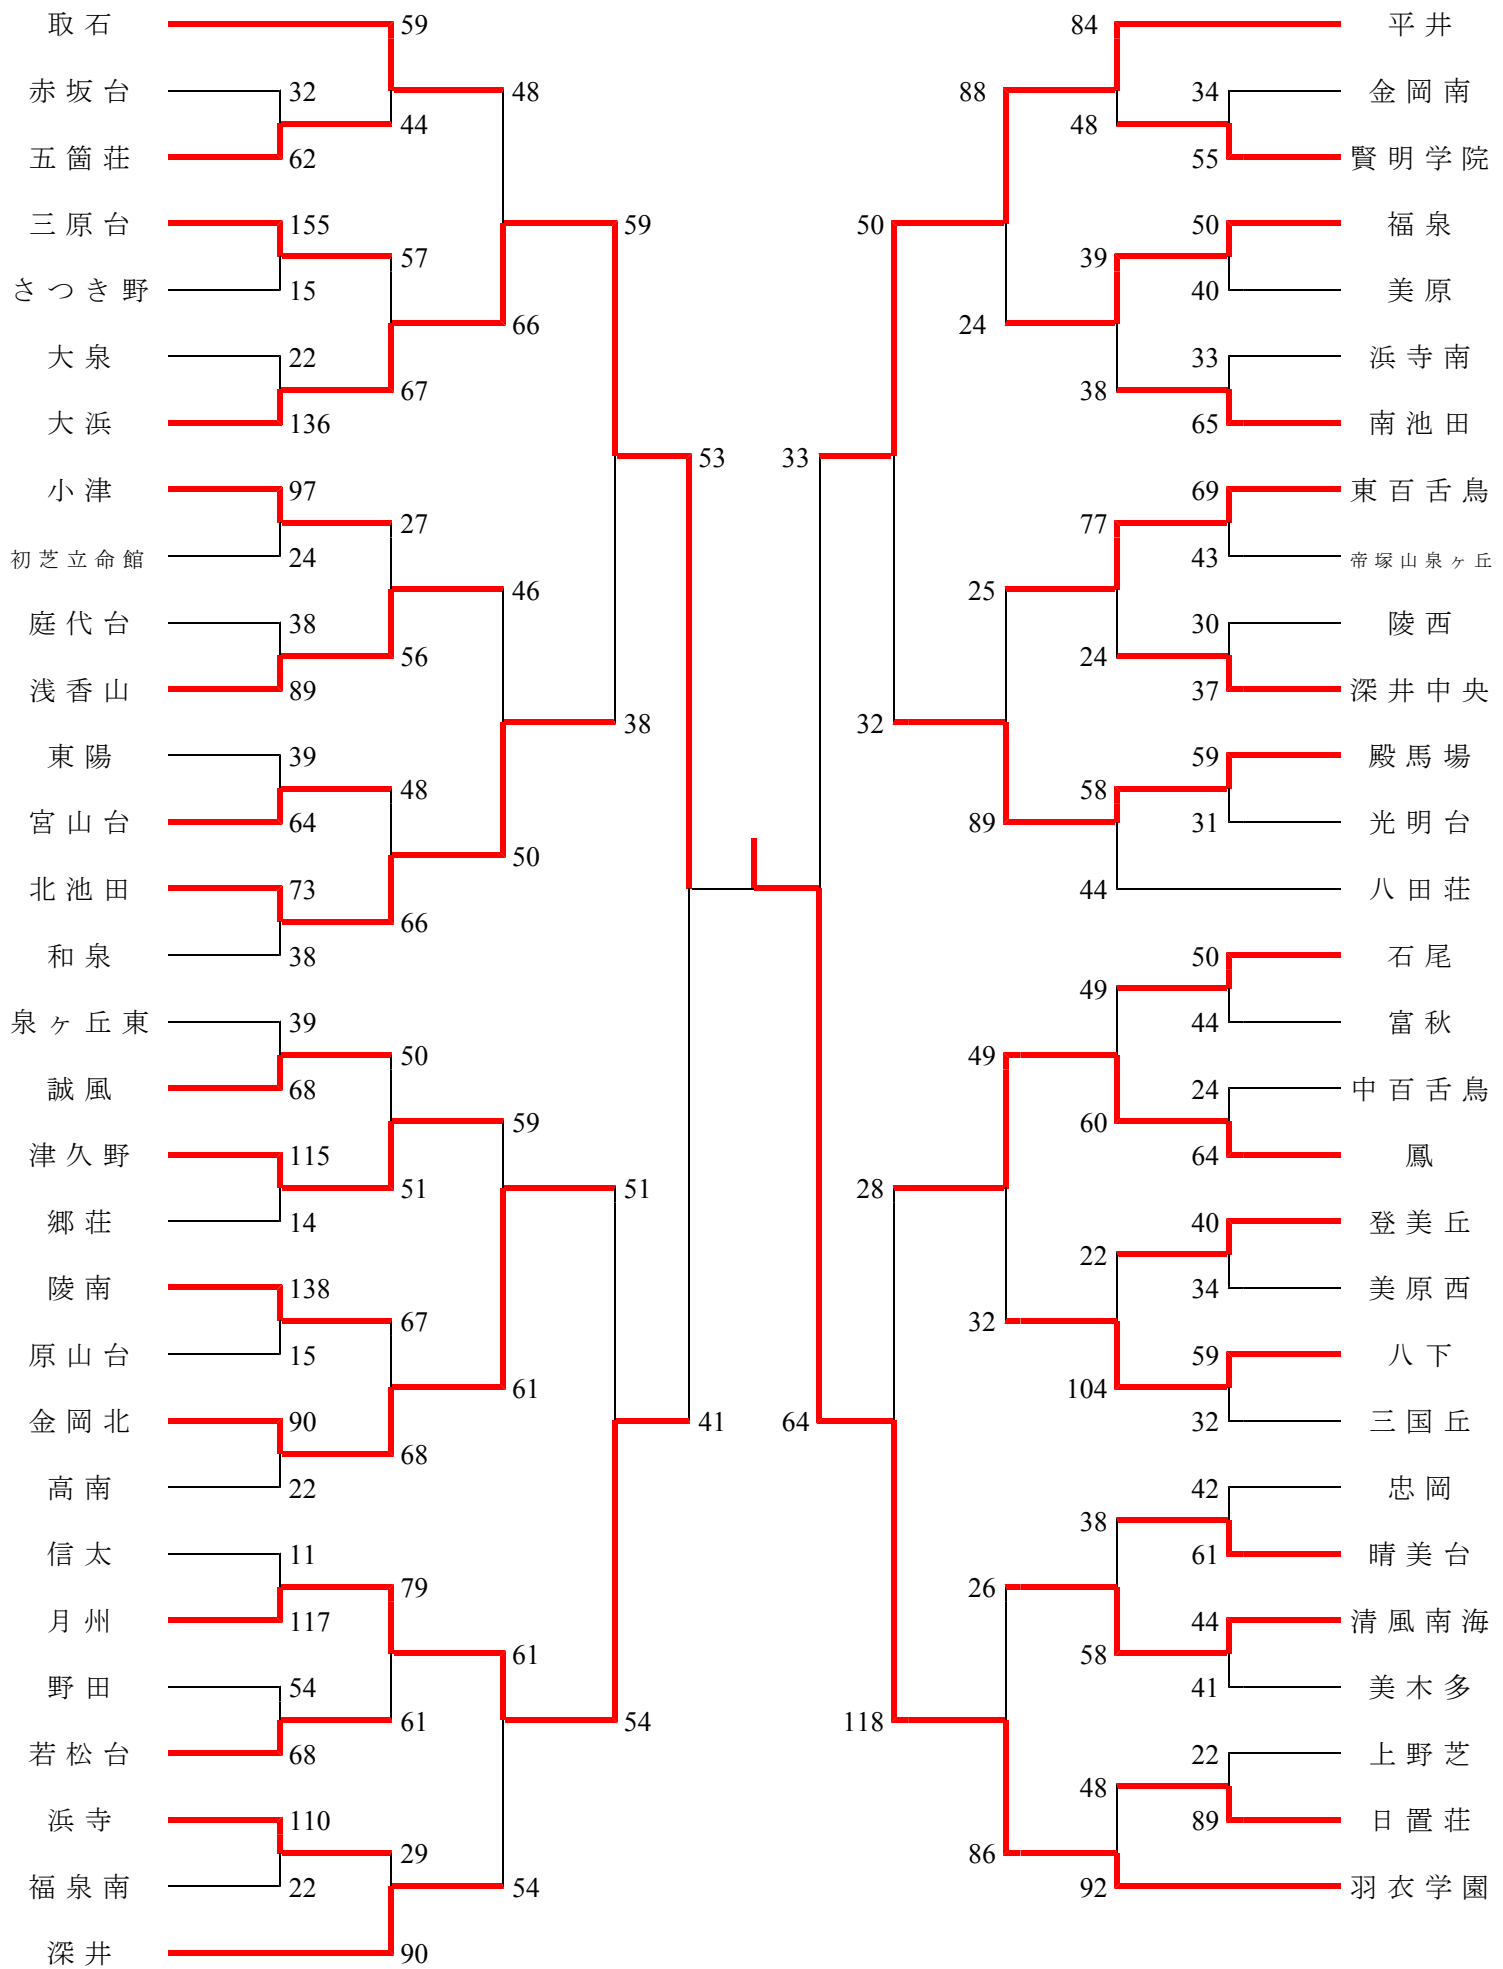 取石 59 84 平井
赤坂台 32 48 88 34 金岡南
44 48
五箇荘 62 55 賢明学院
三原台 155 59 50 50 福泉
57 39
さつき野 15 40 美原
66 24
大泉 22 33 浜寺南
67 38
大浜 136 65 南池田
53 33
小津 97 69 東百舌鳥
27 77
初芝立命館 24 43 帝塚山泉ヶ丘
46 25
庭代台 38 30 陵西
56 24
浅香山 89 37 深井中央
38 32
東陽 39 59 殿馬場
48 58
宮山台 64 89 31 光明台
50
北池田 73 44 八田荘
66
和泉 38 50 石尾
49
泉ヶ丘東 39 44 富秋
50 49
誠風 68 24 中百舌鳥
59 60
津久野 115 64 鳳
51 51 28
郷荘 14 40 登美丘
22
陵南 138 34 美原西
67 32
原山台 15 59 八下
61 104
金岡北 90 41 64 32 三国丘
68
高南 22 42 忠岡
38
信太 11 61 晴美台
79 26
月州 117 44 清風南海
61 58
野田 54 41 美木多
61 54 118
若松台 68 22 上野芝
48
浜寺 110 89 日置荘
29 86
福泉南 22 54 92 羽衣学園
深井 90